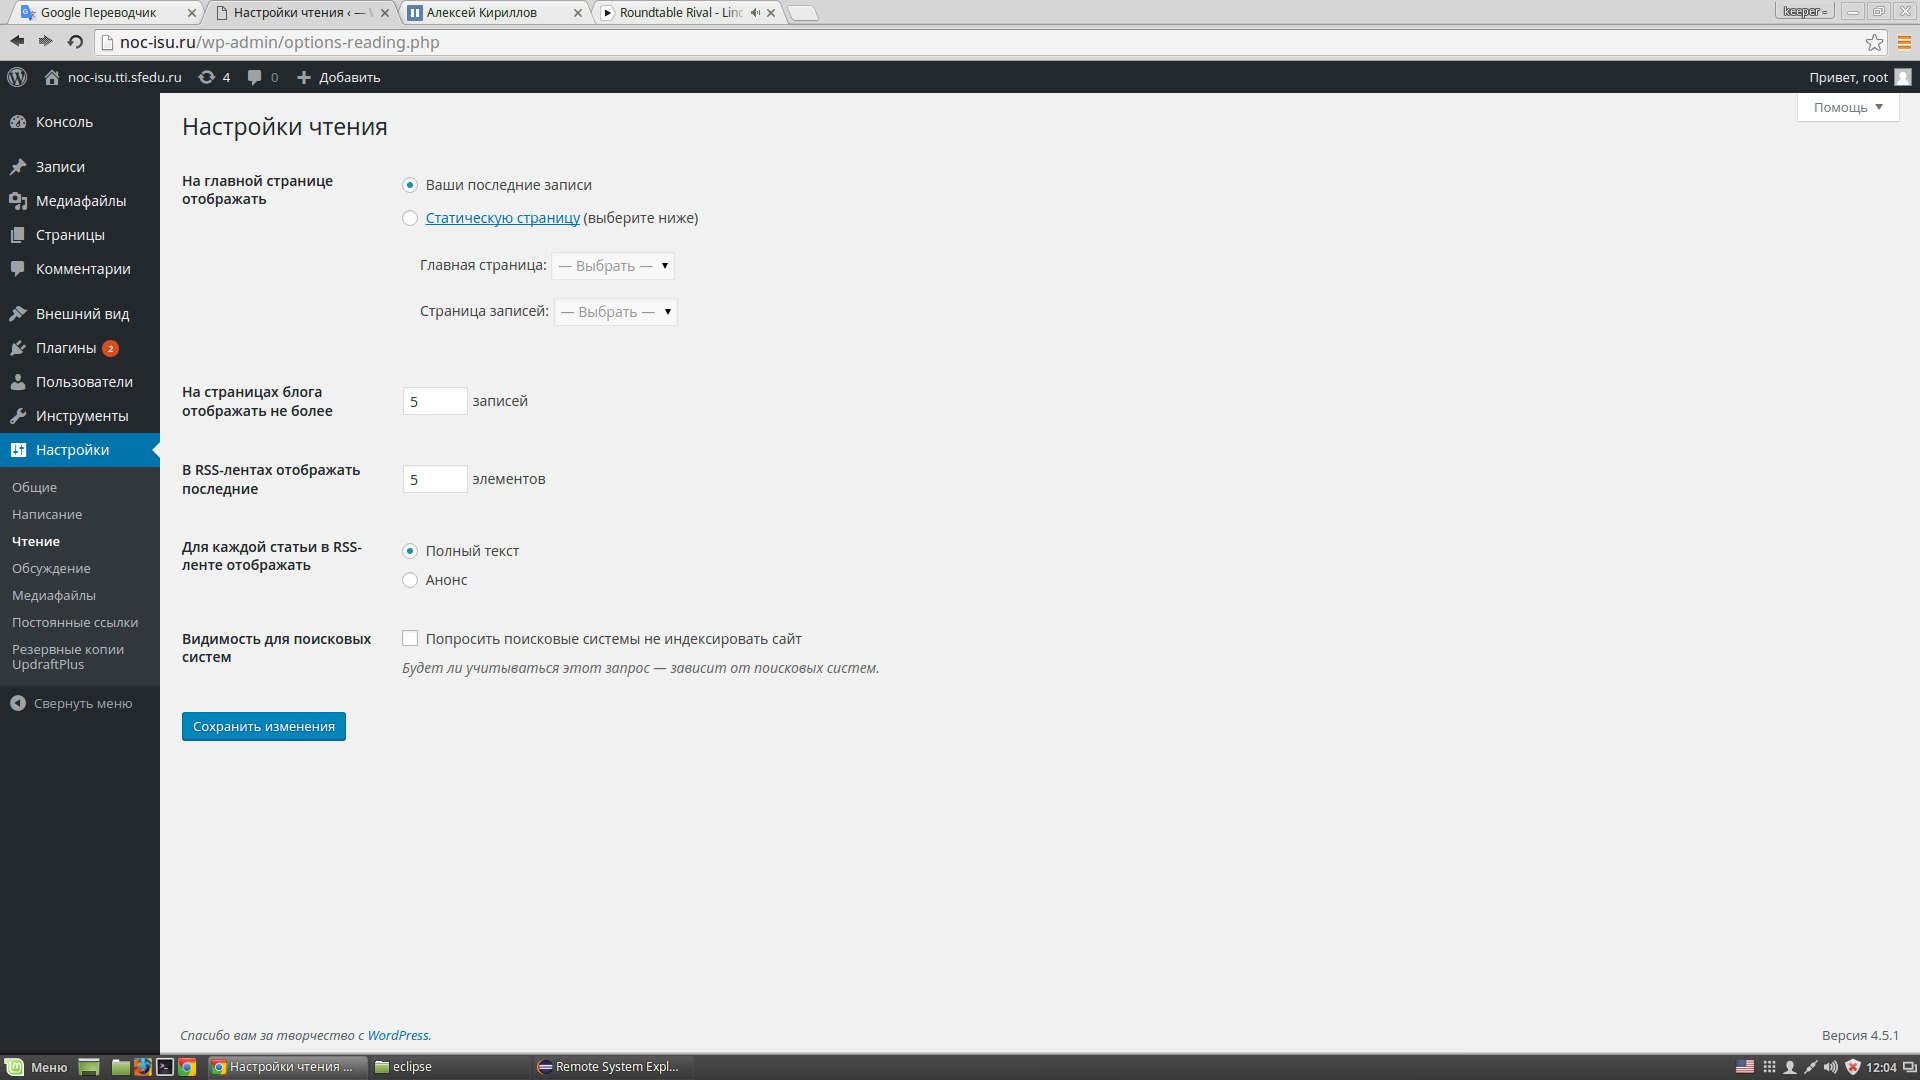 Google Переводчик
Настройки чтения ‹ —
Алексей Кириллов
Roundtable Rival - Linc
keeper -
noc-isu.ru/wp-admin/options-reading.php
noc-isu.tti.sfedu.ru
4
0
Добавить
Привет, root
Помощь
Консоль
Записи
Медиафайлы
Страницы
Комментарии
Внешний вид
Плагины 2
Пользователи
Инструменты
Настройки
Общие
Написание
Чтение
Обсуждение
Медиафайлы
Постоянные ссылки
Резервные копии
UpdraftPlus
Свернуть меню
Настройки чтения
На главной странице
отображать
Ваши последние записи
Статическую страницу (выберите ниже)
Главная страница: — Выбрать —
Страница записей: — Выбрать —
На страницах блога
отображать не более
5 записей
В RSS-лентах отображать
последние
5 элементов
Для каждой статьи в RSS-
ленте отображать
Полный текст
Анонс
Видимость для поисковых
систем
Попросить поисковые системы не индексировать сайт
Будет ли учитываться этот запрос — зависит от поисковых систем.
Сохранить изменения
Спасибо вам за творчество с WordPress.
Версия 4.5.1
Меню
Настройки чтения ...
eclipse
Remote System Expl...
12:04